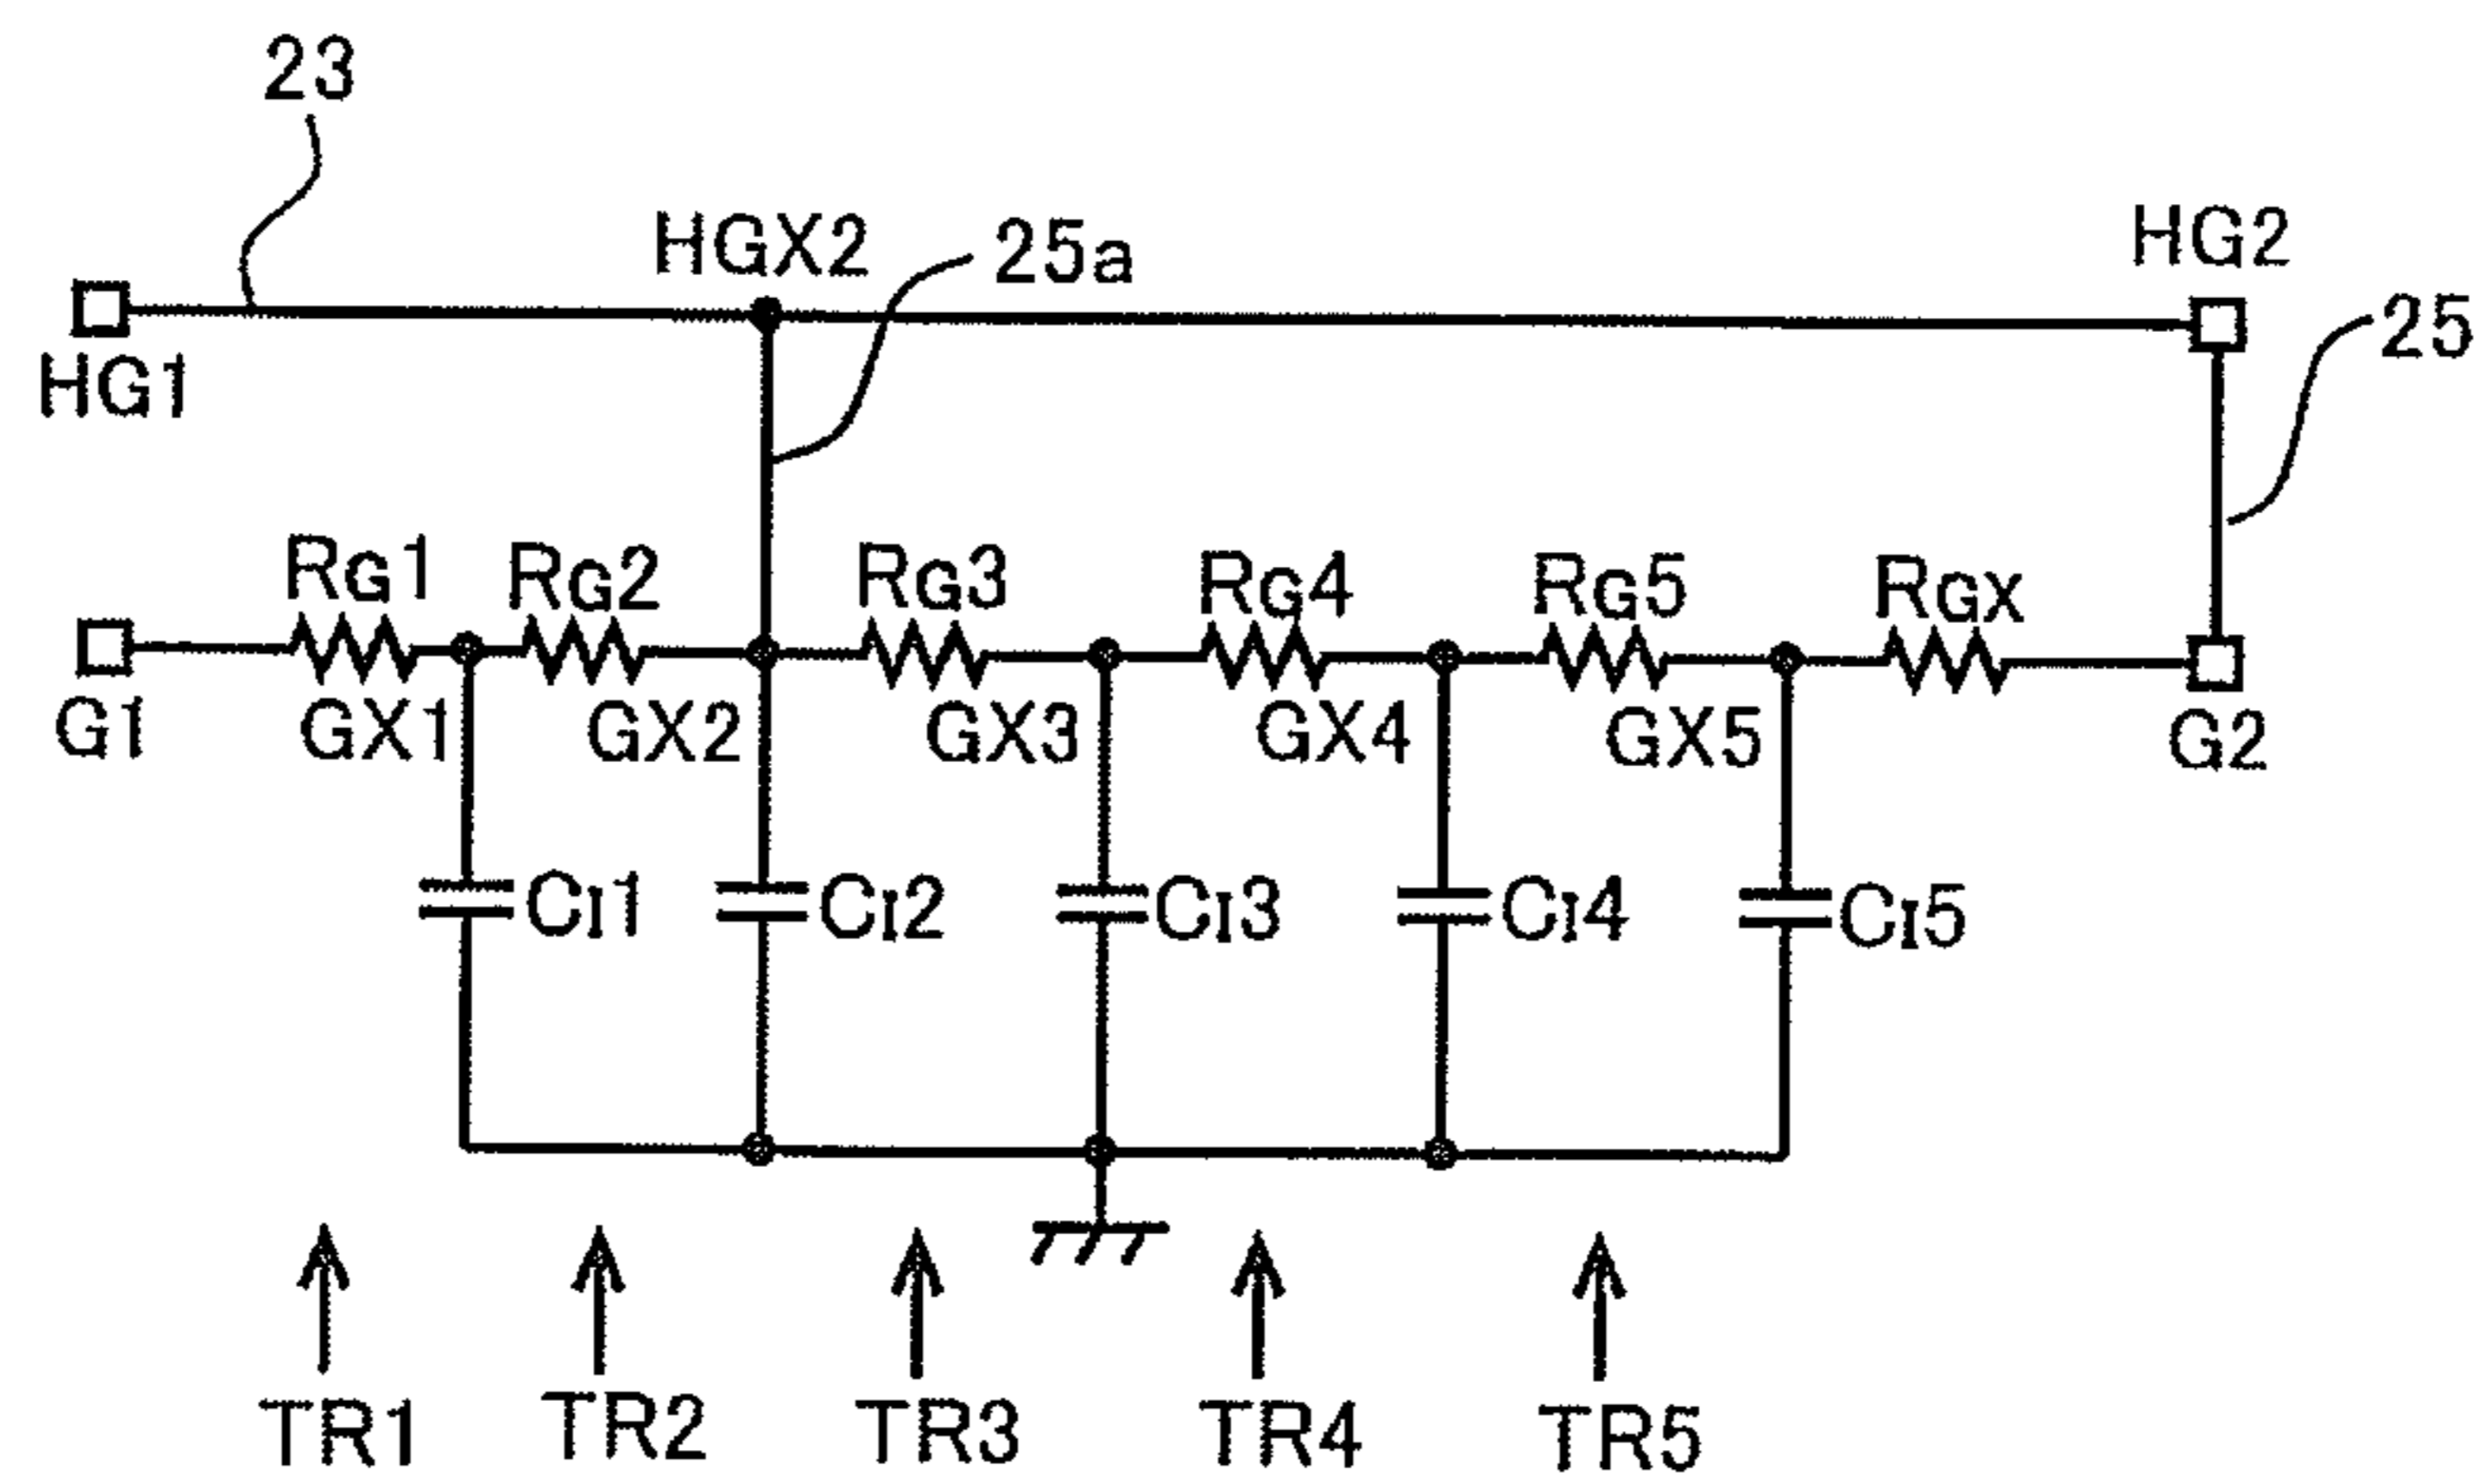 23
HGX2
25a
HG2
HG1
25
RG1
RG2
RG3
RG4
RG5
RGX
G1
GX1
GX2
GX3
GX4
GX5
G2
CI1
CI2
CI3
CI4
CI5
TR1
TR2
TR3
TR4
TR5